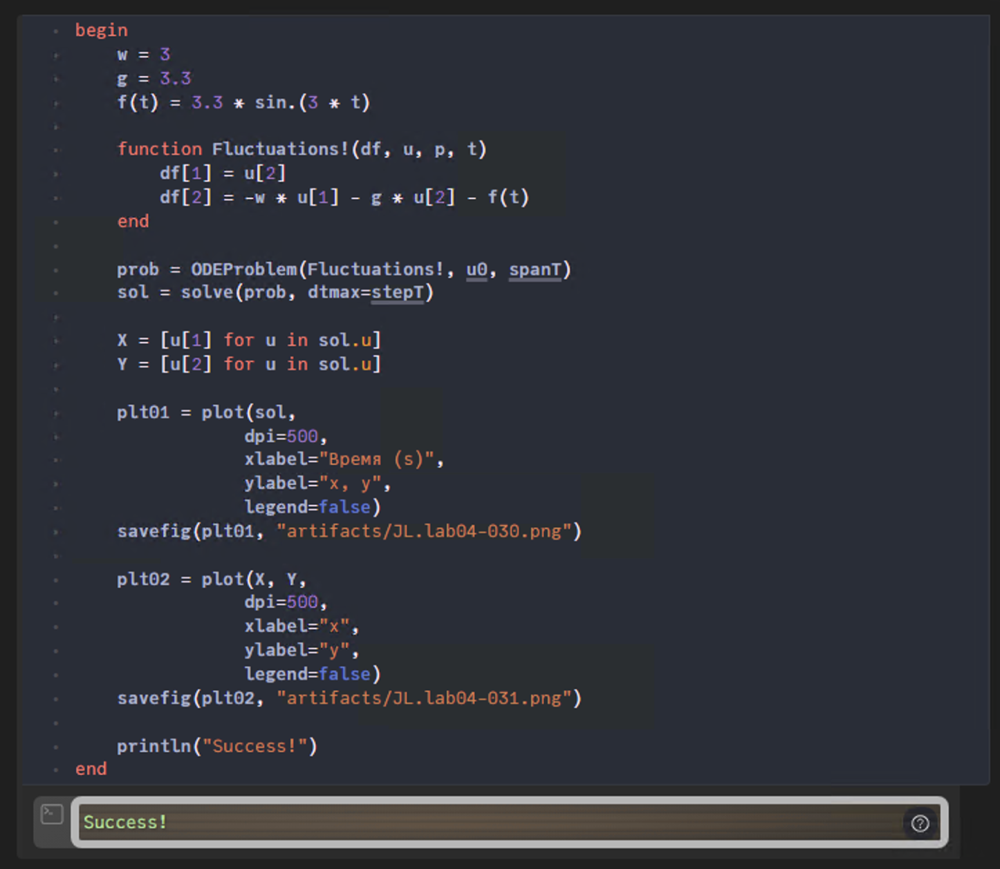 begin
    w = 3
    g = 3.3
    f(t) = 3.3 * sin.(3 * t)

    function Fluctuations!(df, u, p, t)
        df[1] = u[2]
        df[2] = -w * u[1] - g * u[2] - f(t)
    end

    prob = ODEProblem(Fluctuations!, u0, spanT)
    sol = solve(prob, dtmax=stepT)

    X = [u[1] for u in sol.u]
    Y = [u[2] for u in sol.u]

    plt01 = plot(sol,
                dpi=500,
                xlabel="Время (s)",
                ylabel="x, y",
                legend=false)
    savefig(plt01, "artifacts/JL.lab04-030.png")

    plt02 = plot(X, Y,
                dpi=500,
                xlabel="x",
                ylabel="y",
                legend=false)
    savefig(plt02, "artifacts/JL.lab04-031.png")

    println("Success!")
end
Success!